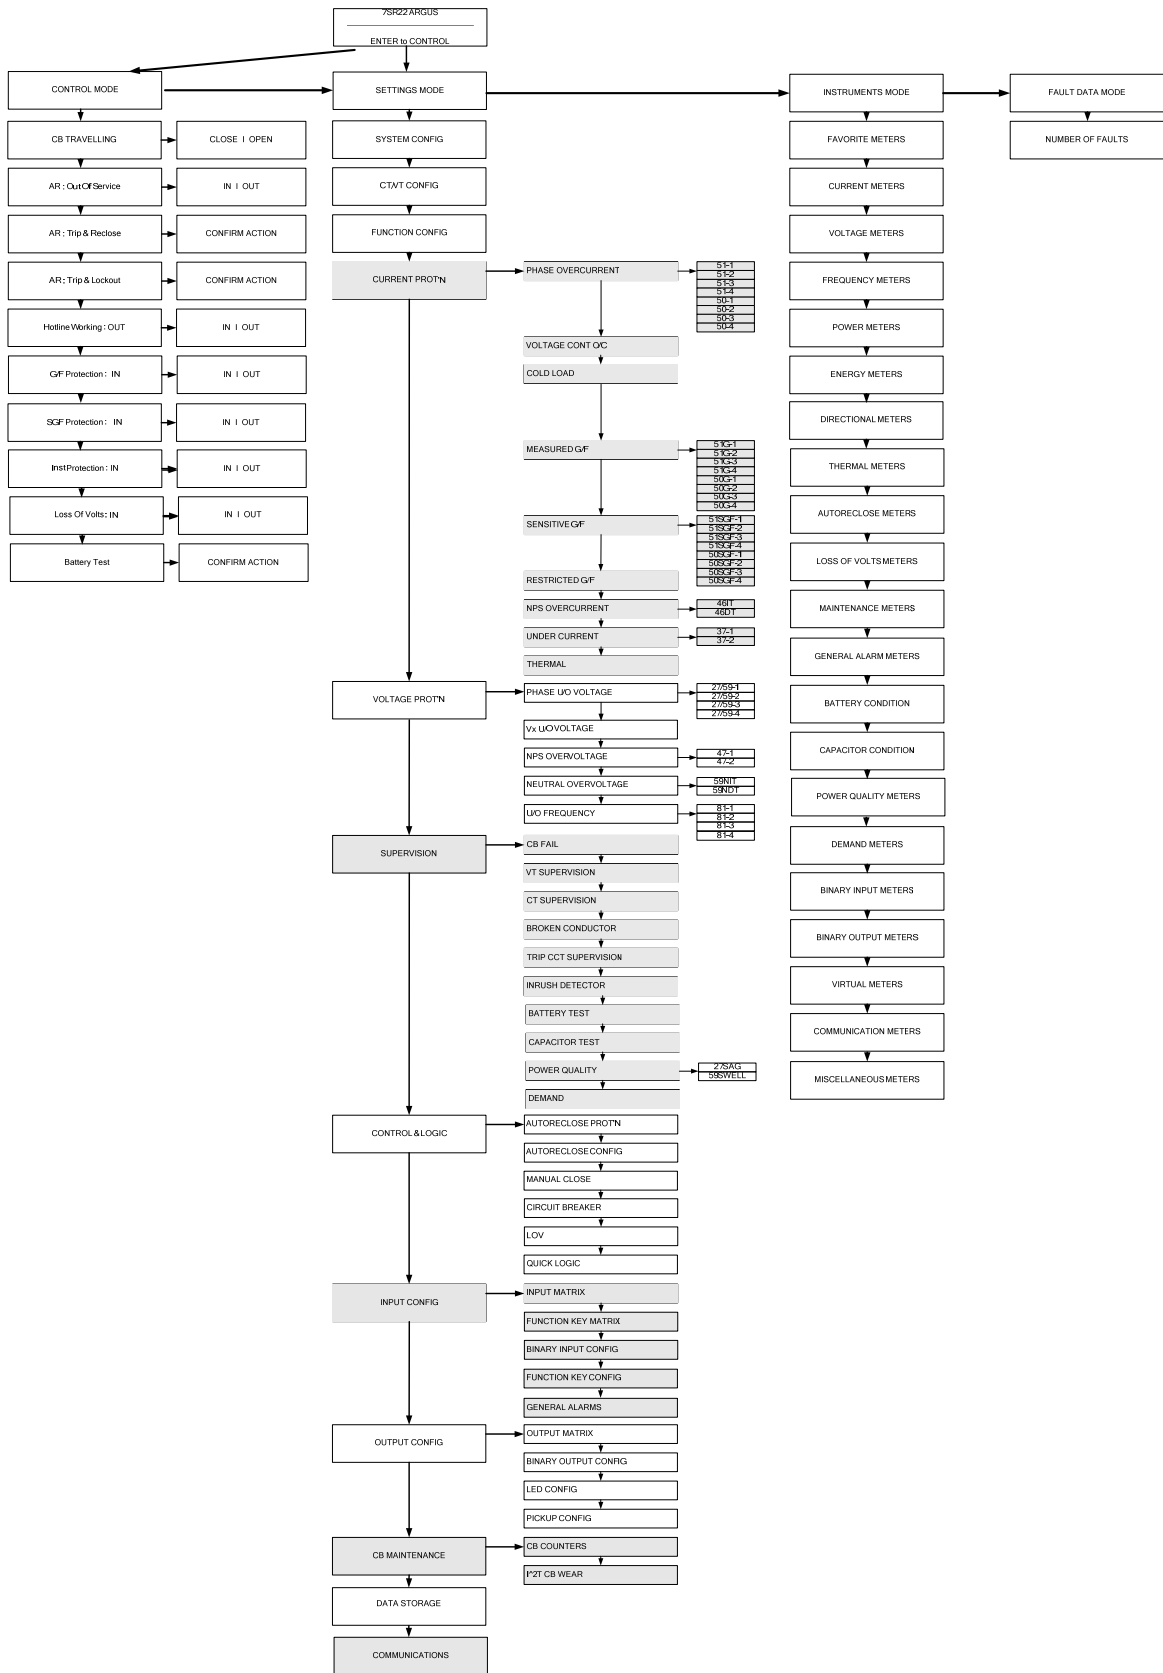 7SR22 ARGUS
ENTER to CONTROL
CONTROL MODE
CB TRAVELLING
CLOSE | OPEN
AR : Out Of Service
IN | OUT
AR : Trip & Reclose
CONFIRM ACTION
AR : Trip & Lockout
CONFIRM ACTION
Hotline Working : OUT
IN | OUT
G/F Protection : IN
IN | OUT
SGF Protection : IN
IN | OUT
Inst Protection : IN
IN | OUT
Loss Of Volts : IN
IN | OUT
Battery Test
CONFIRM ACTION
SETTINGS MODE
SYSTEM CONFIG
CT/VT CONFIG
FUNCTION CONFIG
CURRENT PROT'N
PHASE OVERCURRENT
51-1
51-2
51-3
51-4
50-1
50-2
50-3
50-4
VOLTAGE CONT O/C
COLD LOAD
MEASURED G/F
51G-1
51G-2
51G-3
51G-4
50G-1
50G-2
50G-3
50G-4
SENSITIVE G/F
51SGF-1
51SGF-2
51SGF-3
51SGF-4
50SGF-1
50SGF-2
50SGF-3
50SGF-4
RESTRICTED G/F
NPS OVERCURRENT
46IT
46DT
UNDER CURRENT
37-1
37-2
THERMAL
VOLTAGE PROT'N
PHASE U/O VOLTAGE
27/59-1
27/59-2
27/59-3
27/59-4
Vx U/O VOLTAGE
NPS OVERVOLTAGE
47-1
47-2
NEUTRAL OVERVOLTAGE
59NIT
59NDT
U/O FREQUENCY
81-1
81-2
81-3
81-4
SUPERVISION
CB FAIL
VT SUPERVISION
CT SUPERVISION
BROKEN CONDUCTOR
TRIP CCT SUPERVISION
INRUSH DETECTOR
BATTERY TEST
CAPACITOR TEST
POWER QUALITY
27SAG
59SWELL
DEMAND
CONTROL & LOGIC
AUTORECLOSE PROT'N
AUTORECLOSE CONFIG
MANUAL CLOSE
CIRCUIT BREAKER
LOV
QUICK LOGIC
INPUT CONFIG
INPUT MATRIX
FUNCTION KEY MATRIX
BINARY INPUT CONFIG
FUNCTION KEY CONFIG
GENERAL ALARMS
OUTPUT CONFIG
OUTPUT MATRIX
BINARY OUTPUT CONFIG
LED CONFIG
PICKUP CONFIG
CB MAINTENANCE
CB COUNTERS
I^2T CB WEAR
DATA STORAGE
COMMUNICATIONS
INSTRUMENTS MODE
FAVORITE METERS
CURRENT METERS
VOLTAGE METERS
FREQUENCY METERS
POWER METERS
ENERGY METERS
DIRECTIONAL METERS
THERMAL METERS
AUTORECLOSE METERS
LOSS OF VOLTS METERS
MAINTENANCE METERS
GENERAL ALARM METERS
BATTERY CONDITION
CAPACITOR CONDITION
POWER QUALITY METERS
DEMAND METERS
BINARY INPUT METERS
BINARY OUTPUT METERS
VIRTUAL METERS
COMMUNICATION METERS
MISCELLANEOUS METERS
FAULT DATA MODE
NUMBER OF FAULTS